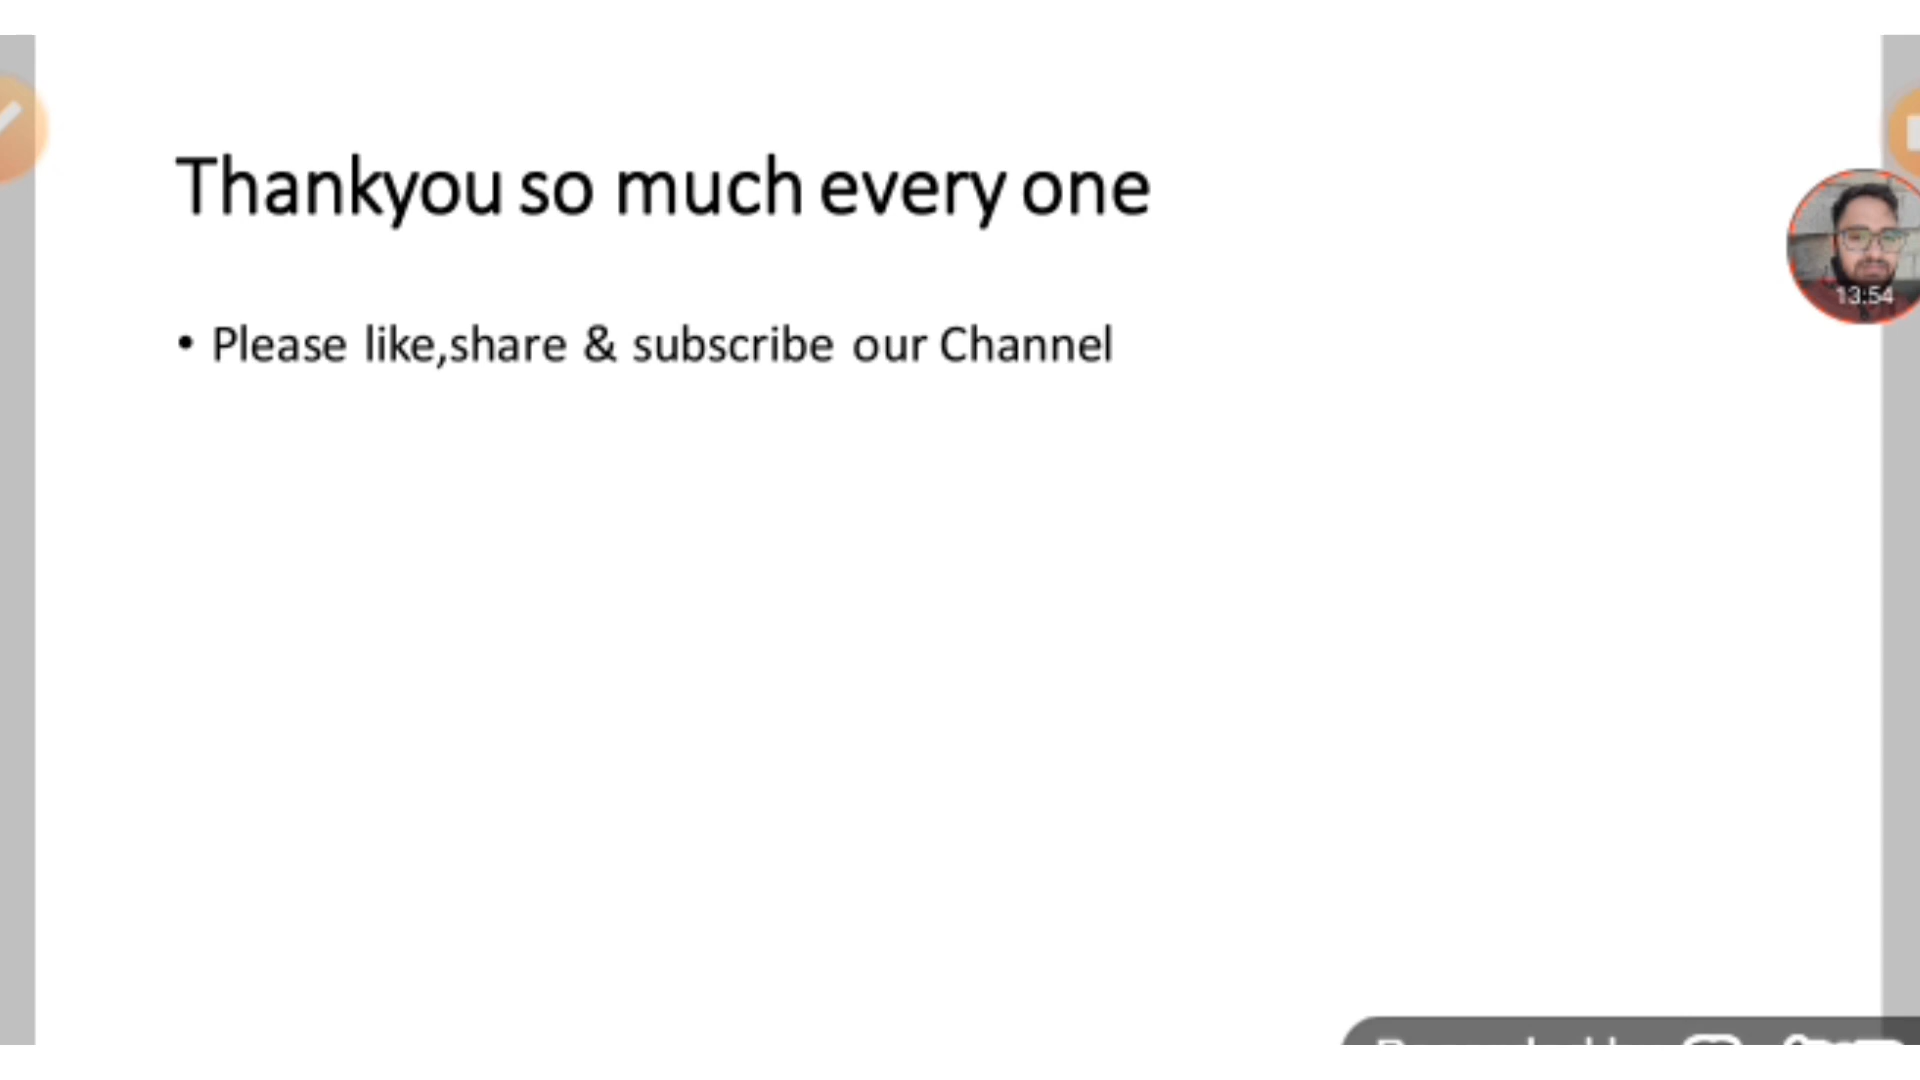 Thankyou so much every one
• Please like,share & subscribe our Channel
13:54